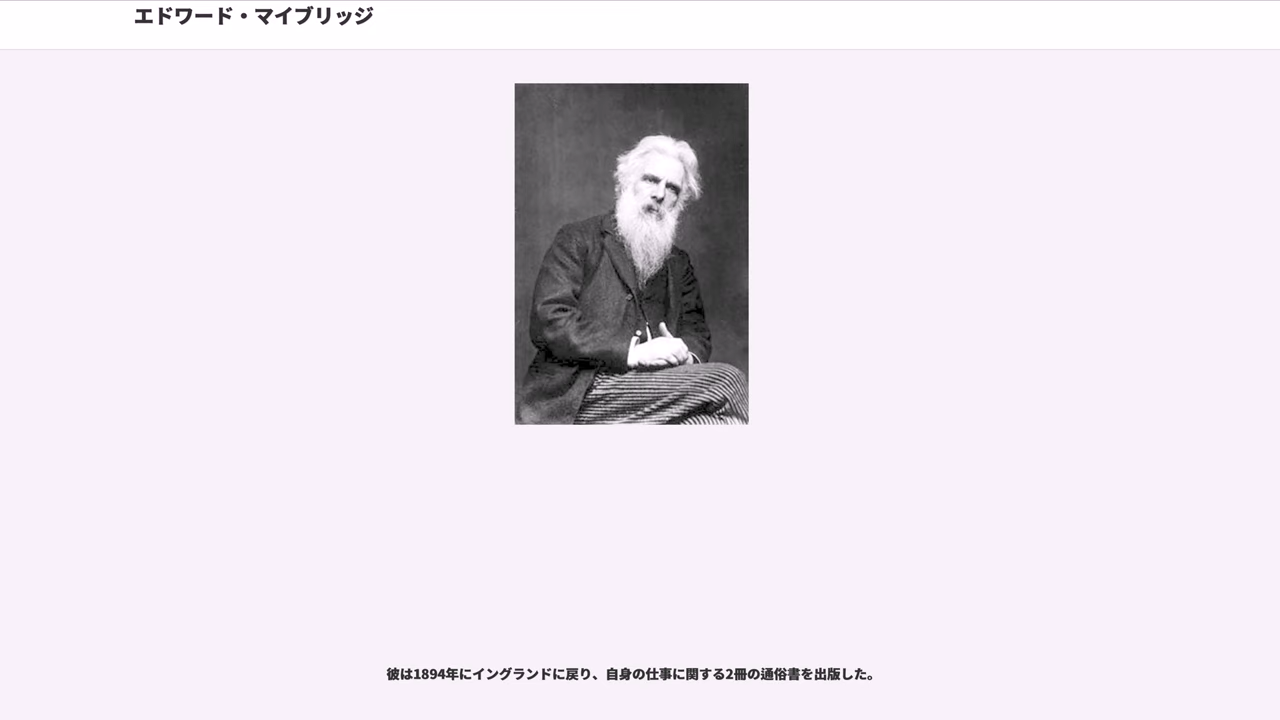 エドワード・マイブリッジ
彼は1894年にイングランドに戻り、自身の仕事に関する2冊の通俗書を出版した。